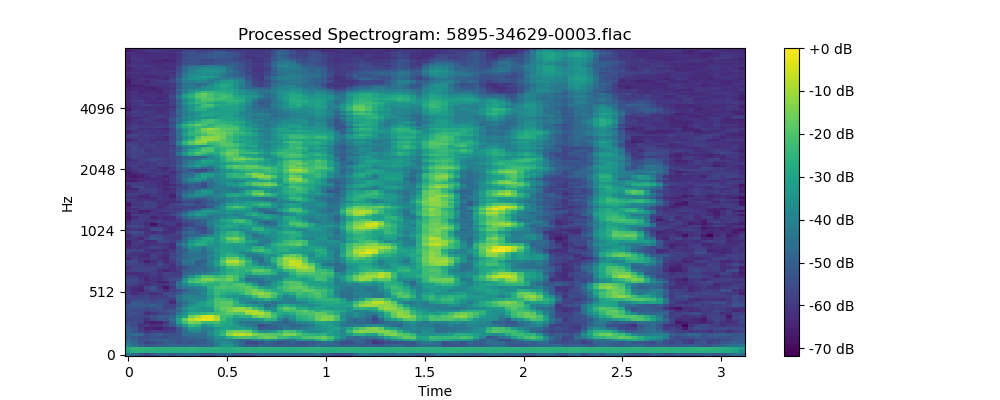 Processed Spectrogram: 5895-34629-0003.flac
Hz
4096
2048
1024
512
0
0
0.5
1
1.5
2
2.5
3
Time
+0 dB
-10 dB
-20 dB
-30 dB
-40 dB
-50 dB
-60 dB
-70 dB